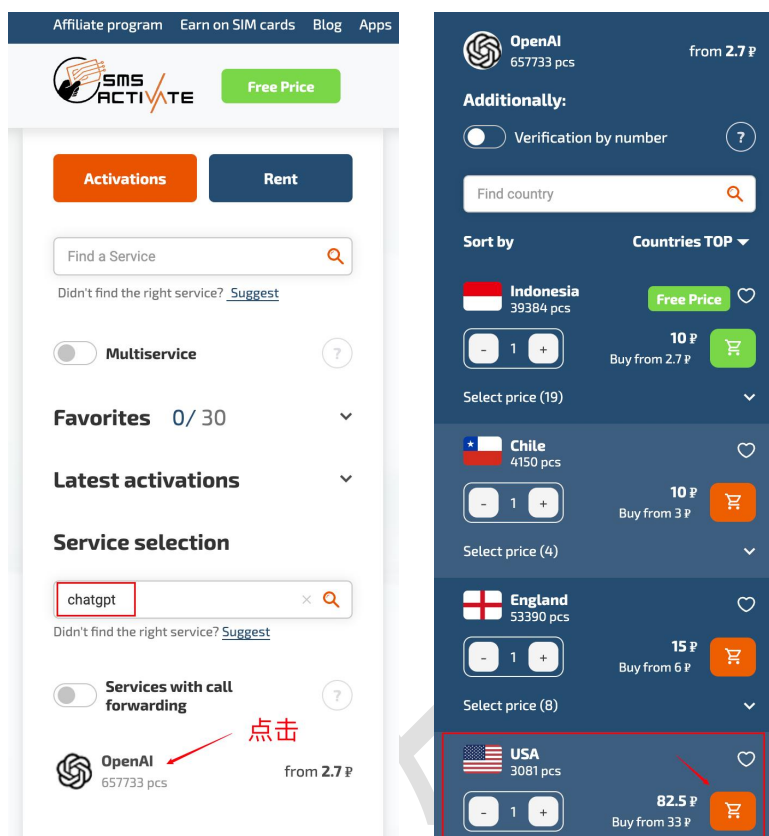 Affiliate program Earn on SIM cards Blog Apps
SMS
ACTIVATE
Free Price
Activations
Rent
Find a Service
Didn't find the right service? Suggest
Multiservice
?
Favorites 0/ 30
Latest activations
Service selection
chatgpt
×
Didn't find the right service? Suggest
Services with call
forwarding
?
点击
OpenAI
657733 pcs
from 2.7 ₽
OpenAI
657733 pcs
from 2.7 ₽
Additionally:
Verification by number
?
Find country
Sort by
Countries TOP
Indonesia
39384 pcs
Free Price
- 1 +
10 ₽
Buy from 2.7 ₽
Select price (19)
Chile
4150 pcs
- 1 +
10 ₽
Buy from 3 ₽
Select price (4)
England
53390 pcs
- 1 +
15 ₽
Buy from 6 ₽
Select price (8)
USA
3081 pcs
- 1 +
82.5 ₽
Buy from 33 ₽